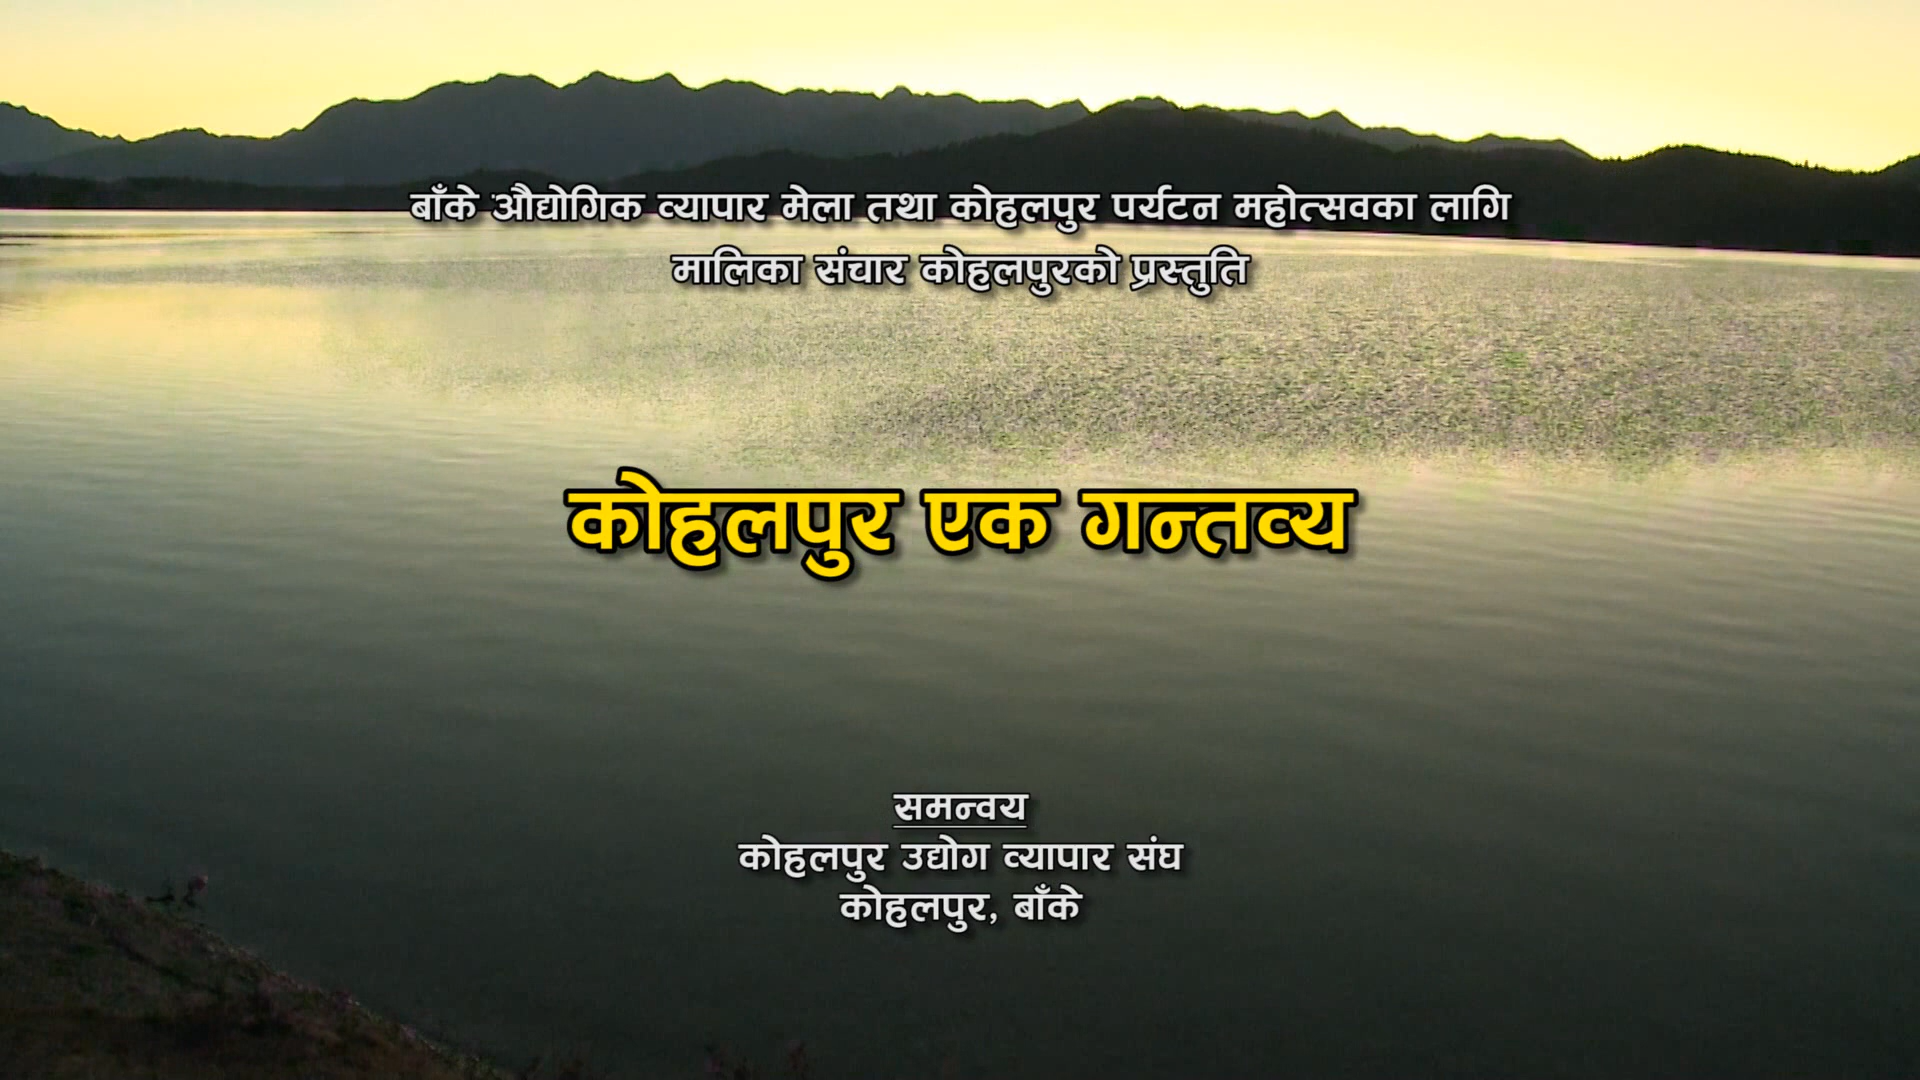 बाँके औद्योगिक व्यापार मेला तथा कोहलपुर पर्यटन महोत्सवका लागि
मालिका संचार कोहलपुरको प्रस्तुति
कोहलपुर एक गन्तव्य
समन्वय
कोहलपुर उद्योग व्यापार संघ
कोहलपुर, बाँके